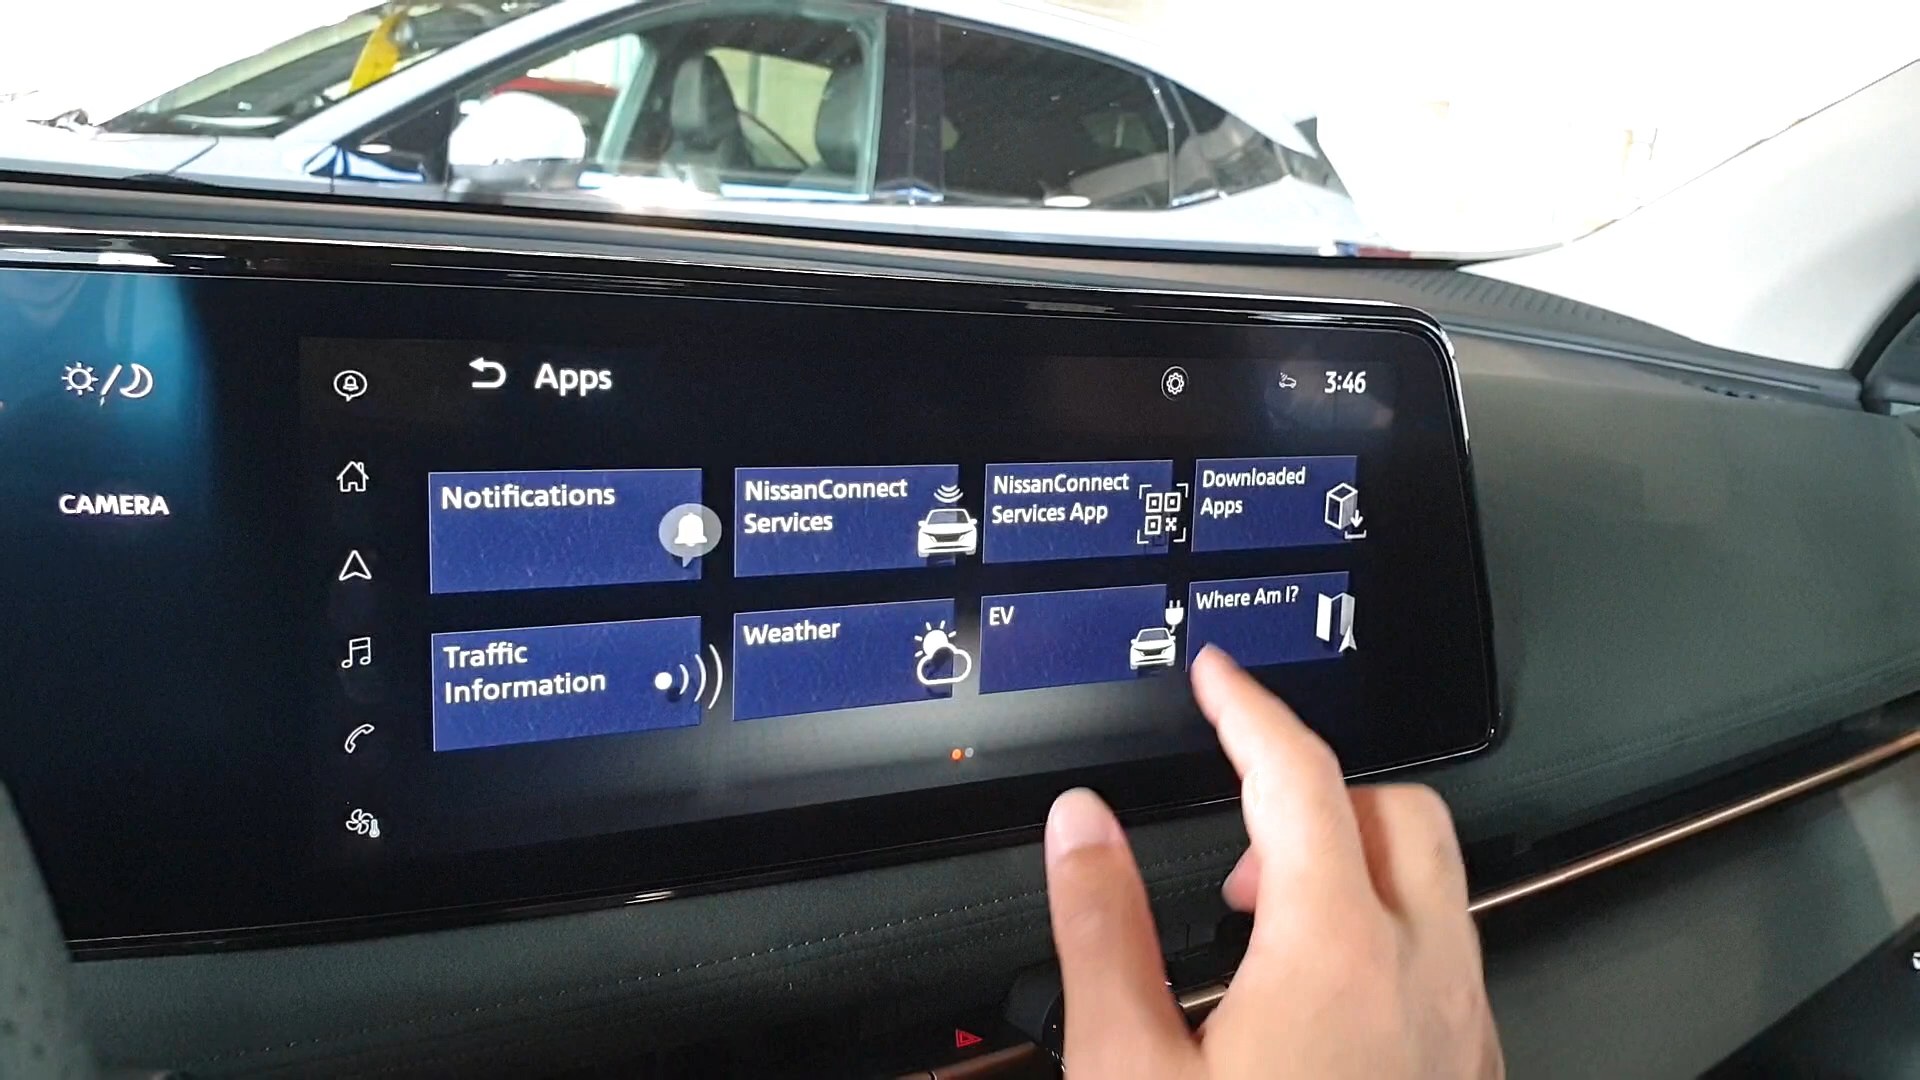 Apps
3:46
CAMERA
Notifications
NissanConnect
Services
NissanConnect
Services App
Downloaded
Apps
Traffic
Information
Weather
EV
Where Am I?